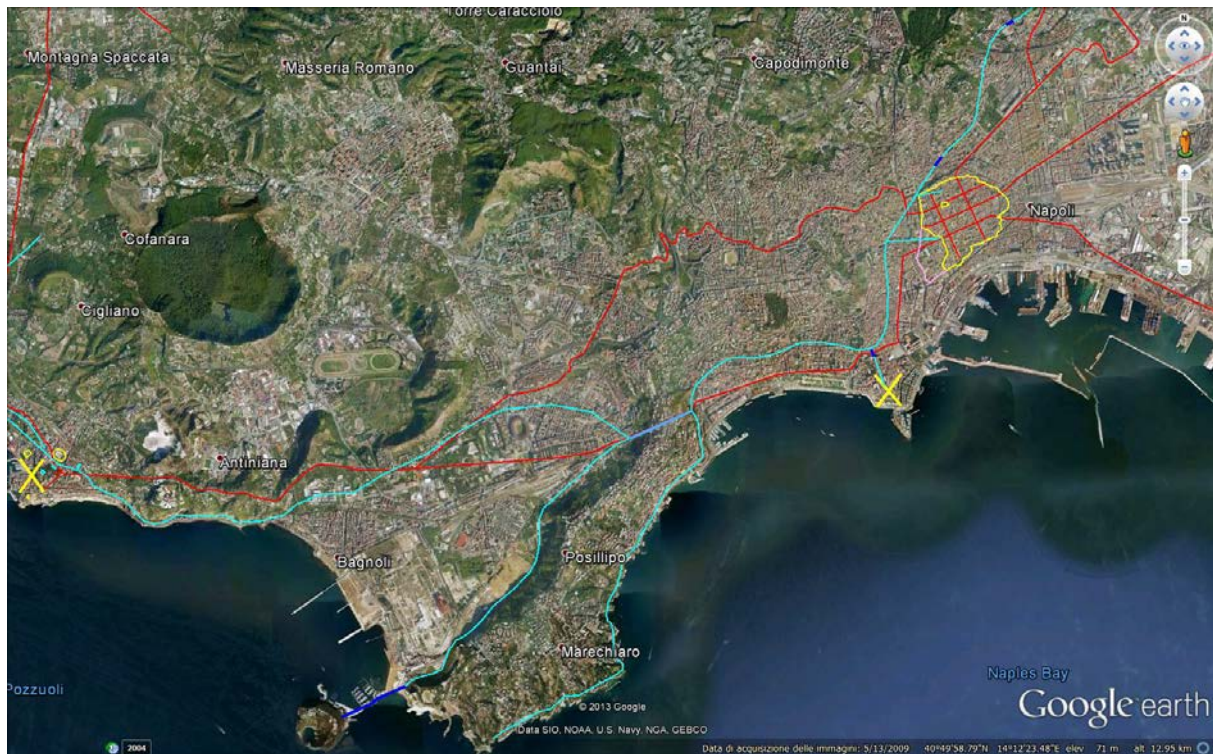 Torre Caracciolo
Montagna Spaccata
Masseria Romano
Guantai
Capodimonte
N
Napoli
Cofanara
Cigliano
Antiniana
Bagnoli
Posillipo
Marechiaro
Pozzuoli
Naples Bay
© 2013 Google
Google earth
Data SIO, NOAA, U.S. Navy, NGA, GEBCO
2004
Data di acquisizione delle immagini: 5/13/2009 40°49'58.79"N 14°12'23.48"E elev 71 m alt 12.95 km